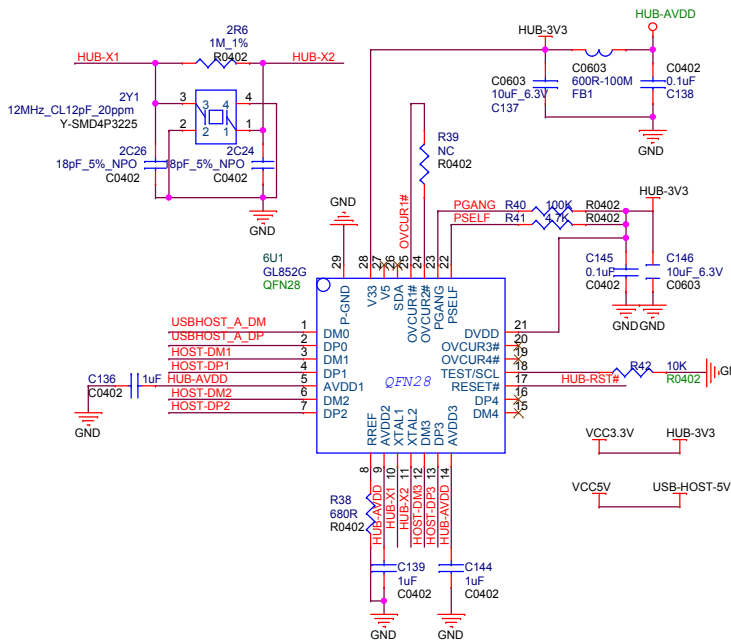 2R6
1M_1%
R0402
HUB-X1
HUB-X2
2Y1
12MHz_CL12pF_20ppm
Y-SMD4P3225
3
3
4
4
2
2
1
1
2C26
18pF_5%_NPO
C0402
2C24
18pF_5%_NPO
C0402
GND
HUB-3V3
HUB-AVDD
C0603
10uF_6.3V
C137
C0603
600R-100M
FB1
C0402
0.1uF
C138
GND
R39
NC
R0402
OVCUR1#
PGANG
R40
100K
R0402
PSELF
R41
4.7K
R0402
HUB-3V3
C145
0.1uF
C0402
C146
10uF_6.3V
C0603
GND
GND
GND
6U1
GL852G
QFN28
29
28
27
26
25
24
23
22
P-GND
V33
V5
SDA
OVCUR1#
OVCUR2#
PGANG
PSELF
USBHOST_A_DM
1
DM0
USBHOST_A_DP
2
DP0
HOST-DM1
3
DM1
HOST-DP1
4
DP1
HUB-AVDD
5
AVDD1
HOST-DM2
6
DM2
HOST-DP2
7
DP2
C136
1uF
C0402
GND
QFN28
DVDD
21
OVCUR3#
20
OVCUR4#
19
TEST/SCL
18
RESET#
17
DP4
16
DM4
15
R42
10K
R0402
HUB-RST#
RREF
AVDD2
XTAL1
XTAL2
DM3
DP3
AVDD3
8
9
10
11
12
13
14
HUB-AVDD
HUB-X1
HUB-X2
HOST-DM3
HOST-DP3
HUB-AVDD
R38
680R
R0402
C139
1uF
C0402
C144
1uF
C0402
GND
GND
VCC3.3V
HUB-3V3
VCC5V
USB-HOST-5V